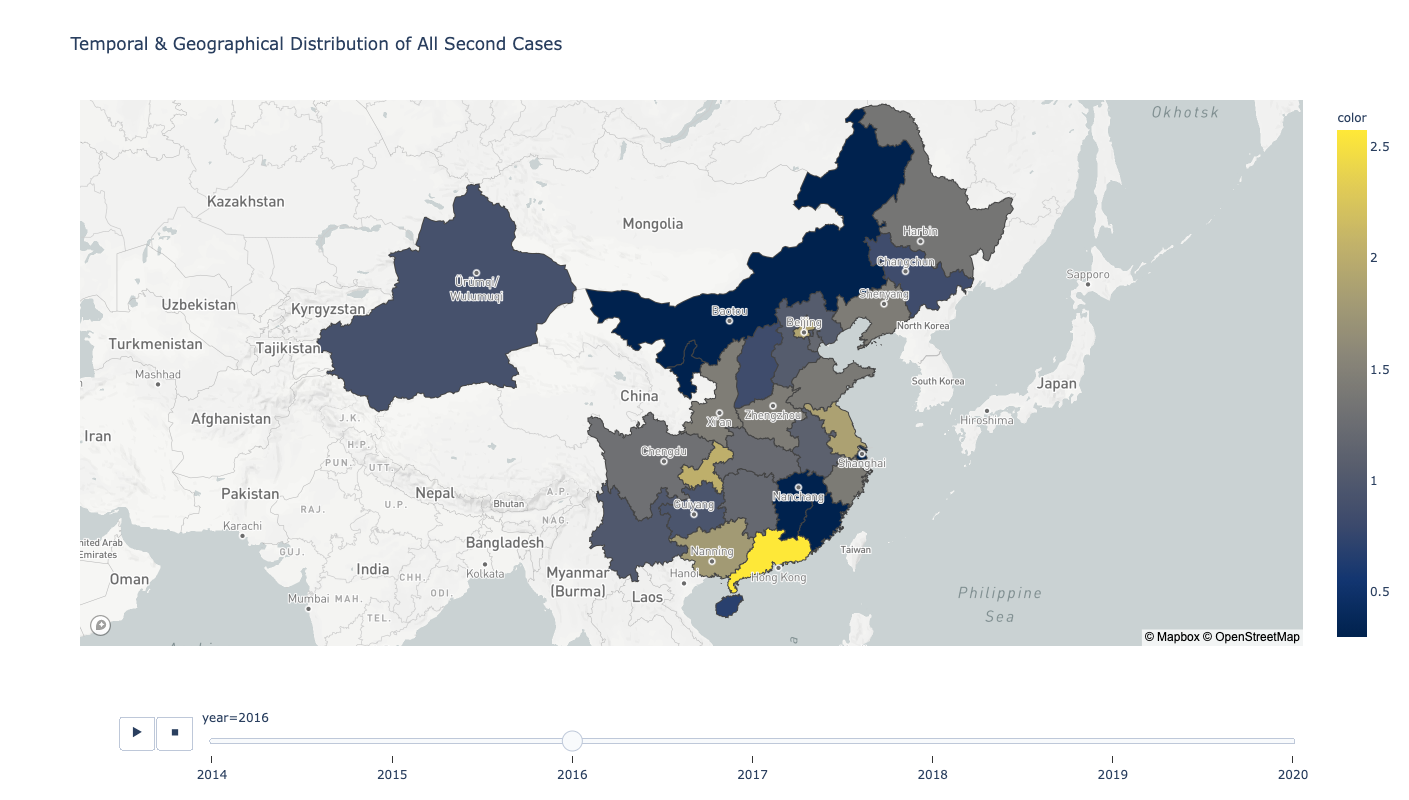 Temporal & Geographical Distribution of All Second Cases
Okhotsk
color
2.5
2
1.5
1
0.5
Kazakhstan
Mongolia
Harbin
Changchun
Sapporo
Ürümqi/
Wulumuqi
Shenyang
Uzbekistan
Kyrgyzstan
Baotou
Beijing
North Korea
Turkmenistan
Tajikistan
Mashhad
South Korea
Japan
China
Afghanistan
J.K.
Xi'an
Zhengzhou
Hiroshima
Iran
H.P.
PUN.
UTT.
Chengdu
Shanghai
Pakistan
Nepal
A.P.
Bhutan
Guiyang
Nanchang
RAJ.
U.P.
NAG.
Karachi
Bangladesh
Taiwan
nited Arab
Emirates
GUJ.
Nanning
Oman
India
CHH.
Kolkata
Myanmar
(Burma)
Hanoi
Hong Kong
Laos
ODI.
Mumbai
MAH.
TEL.
Philippine
Sea
© Mapbox © OpenStreetMap
year=2016
2014
2015
2016
2017
2018
2019
2020